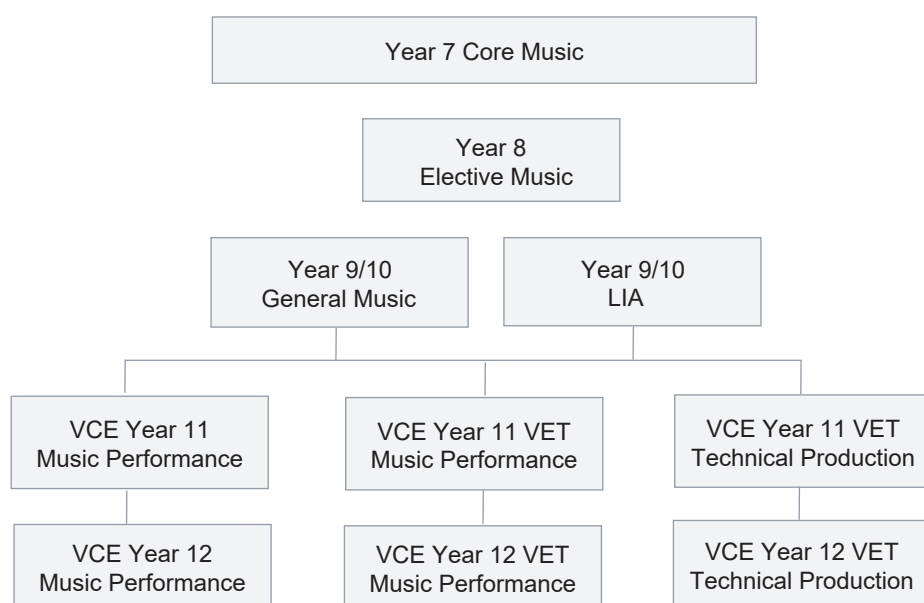 Year 7 Core Music
Year 8
Elective Music
Year 9/10
General Music
Year 9/10
LIA
VCE Year 11
Music Performance
VCE Year 11 VET
Music Performance
VCE Year 11 VET
Technical Production
VCE Year 12
Music Performance
VCE Year 12 VET
Music Performance
VCE Year 12 VET
Technical Production